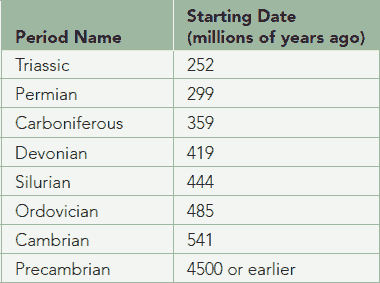 Period Name Starting Date
(millions of years ago)
Triassic 252
Permian 299
Carboniferous 359
Devonian 419
Silurian 444
Ordovician 485
Cambrian 541
Precambrian 4500 or earlier